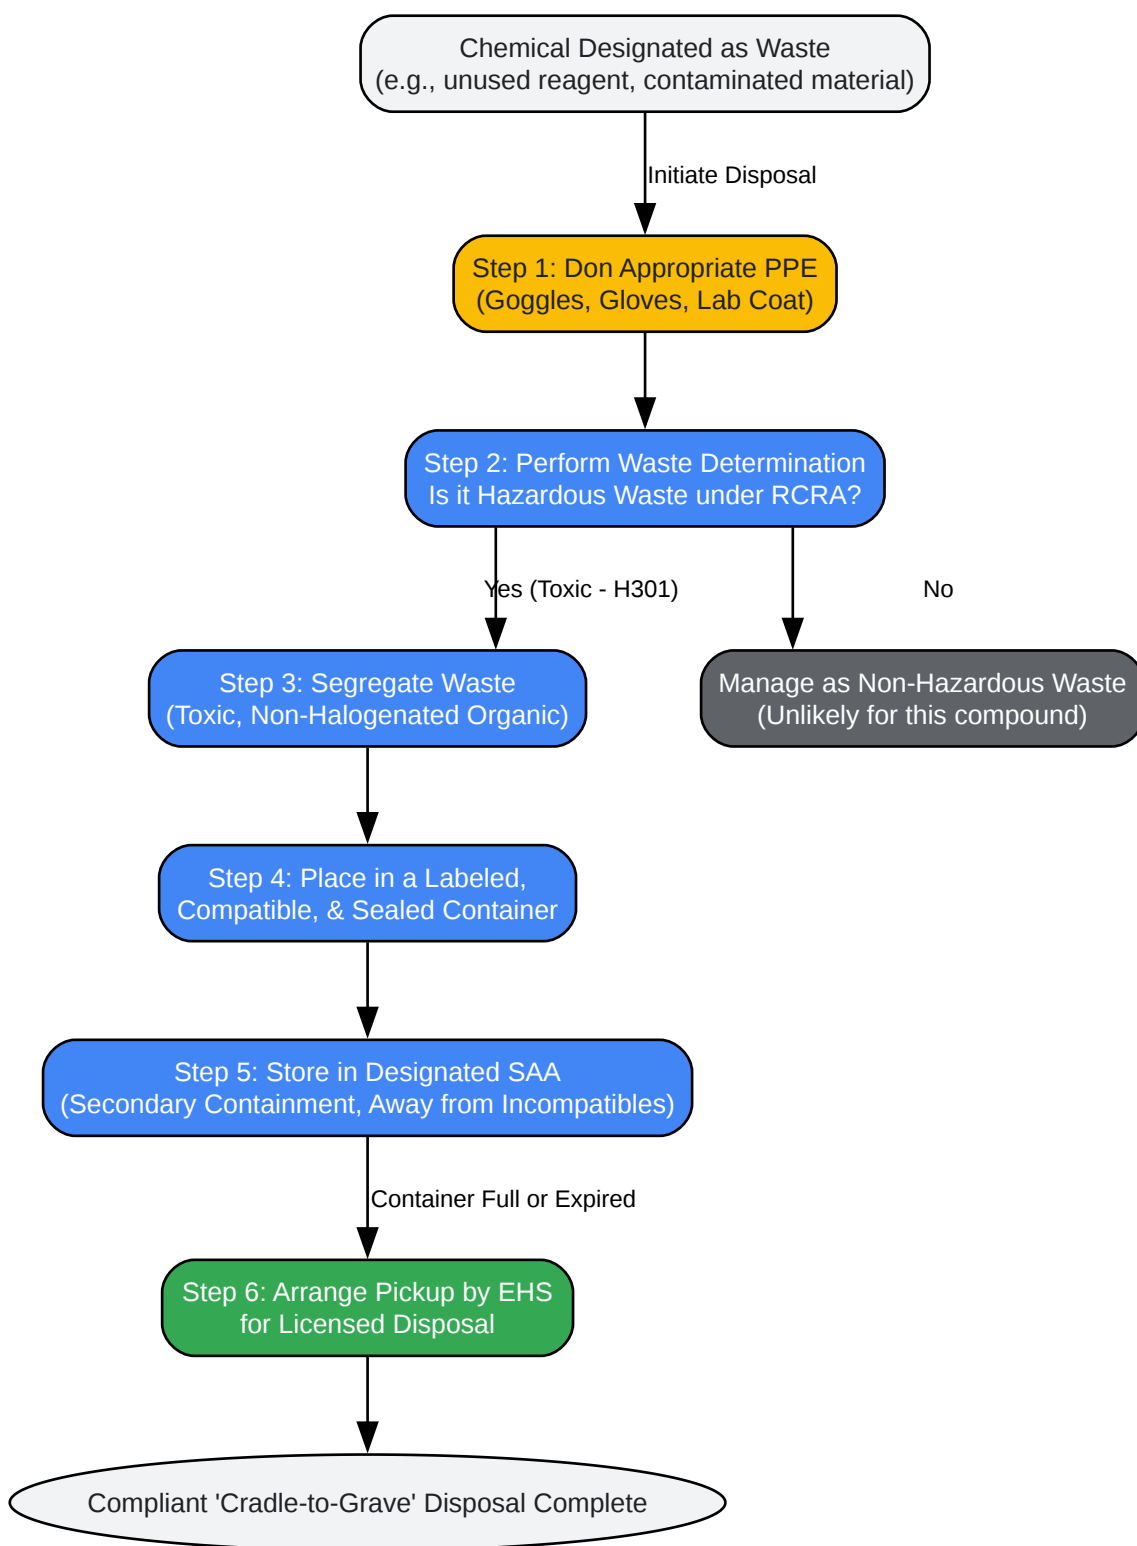 Chemical Designated as Waste
(e.g., unused reagent, contaminated material)
Initiate Disposal
Step 1: Don Appropriate PPE
(Goggles, Gloves, Lab Coat)
Step 2: Perform Waste Determination
Is it Hazardous Waste under RCRA?
Yes (Toxic - H301)
No
Step 3: Segregate Waste
(Toxic, Non-Halogenated Organic)
Manage as Non-Hazardous Waste
(Unlikely for this compound)
Step 4: Place in a Labeled,
Compatible, & Sealed Container
Step 5: Store in Designated SAA
(Secondary Containment, Away from Incompatibles)
Container Full or Expired
Step 6: Arrange Pickup by EHS
for Licensed Disposal
Compliant 'Cradle-to-Grave' Disposal Complete